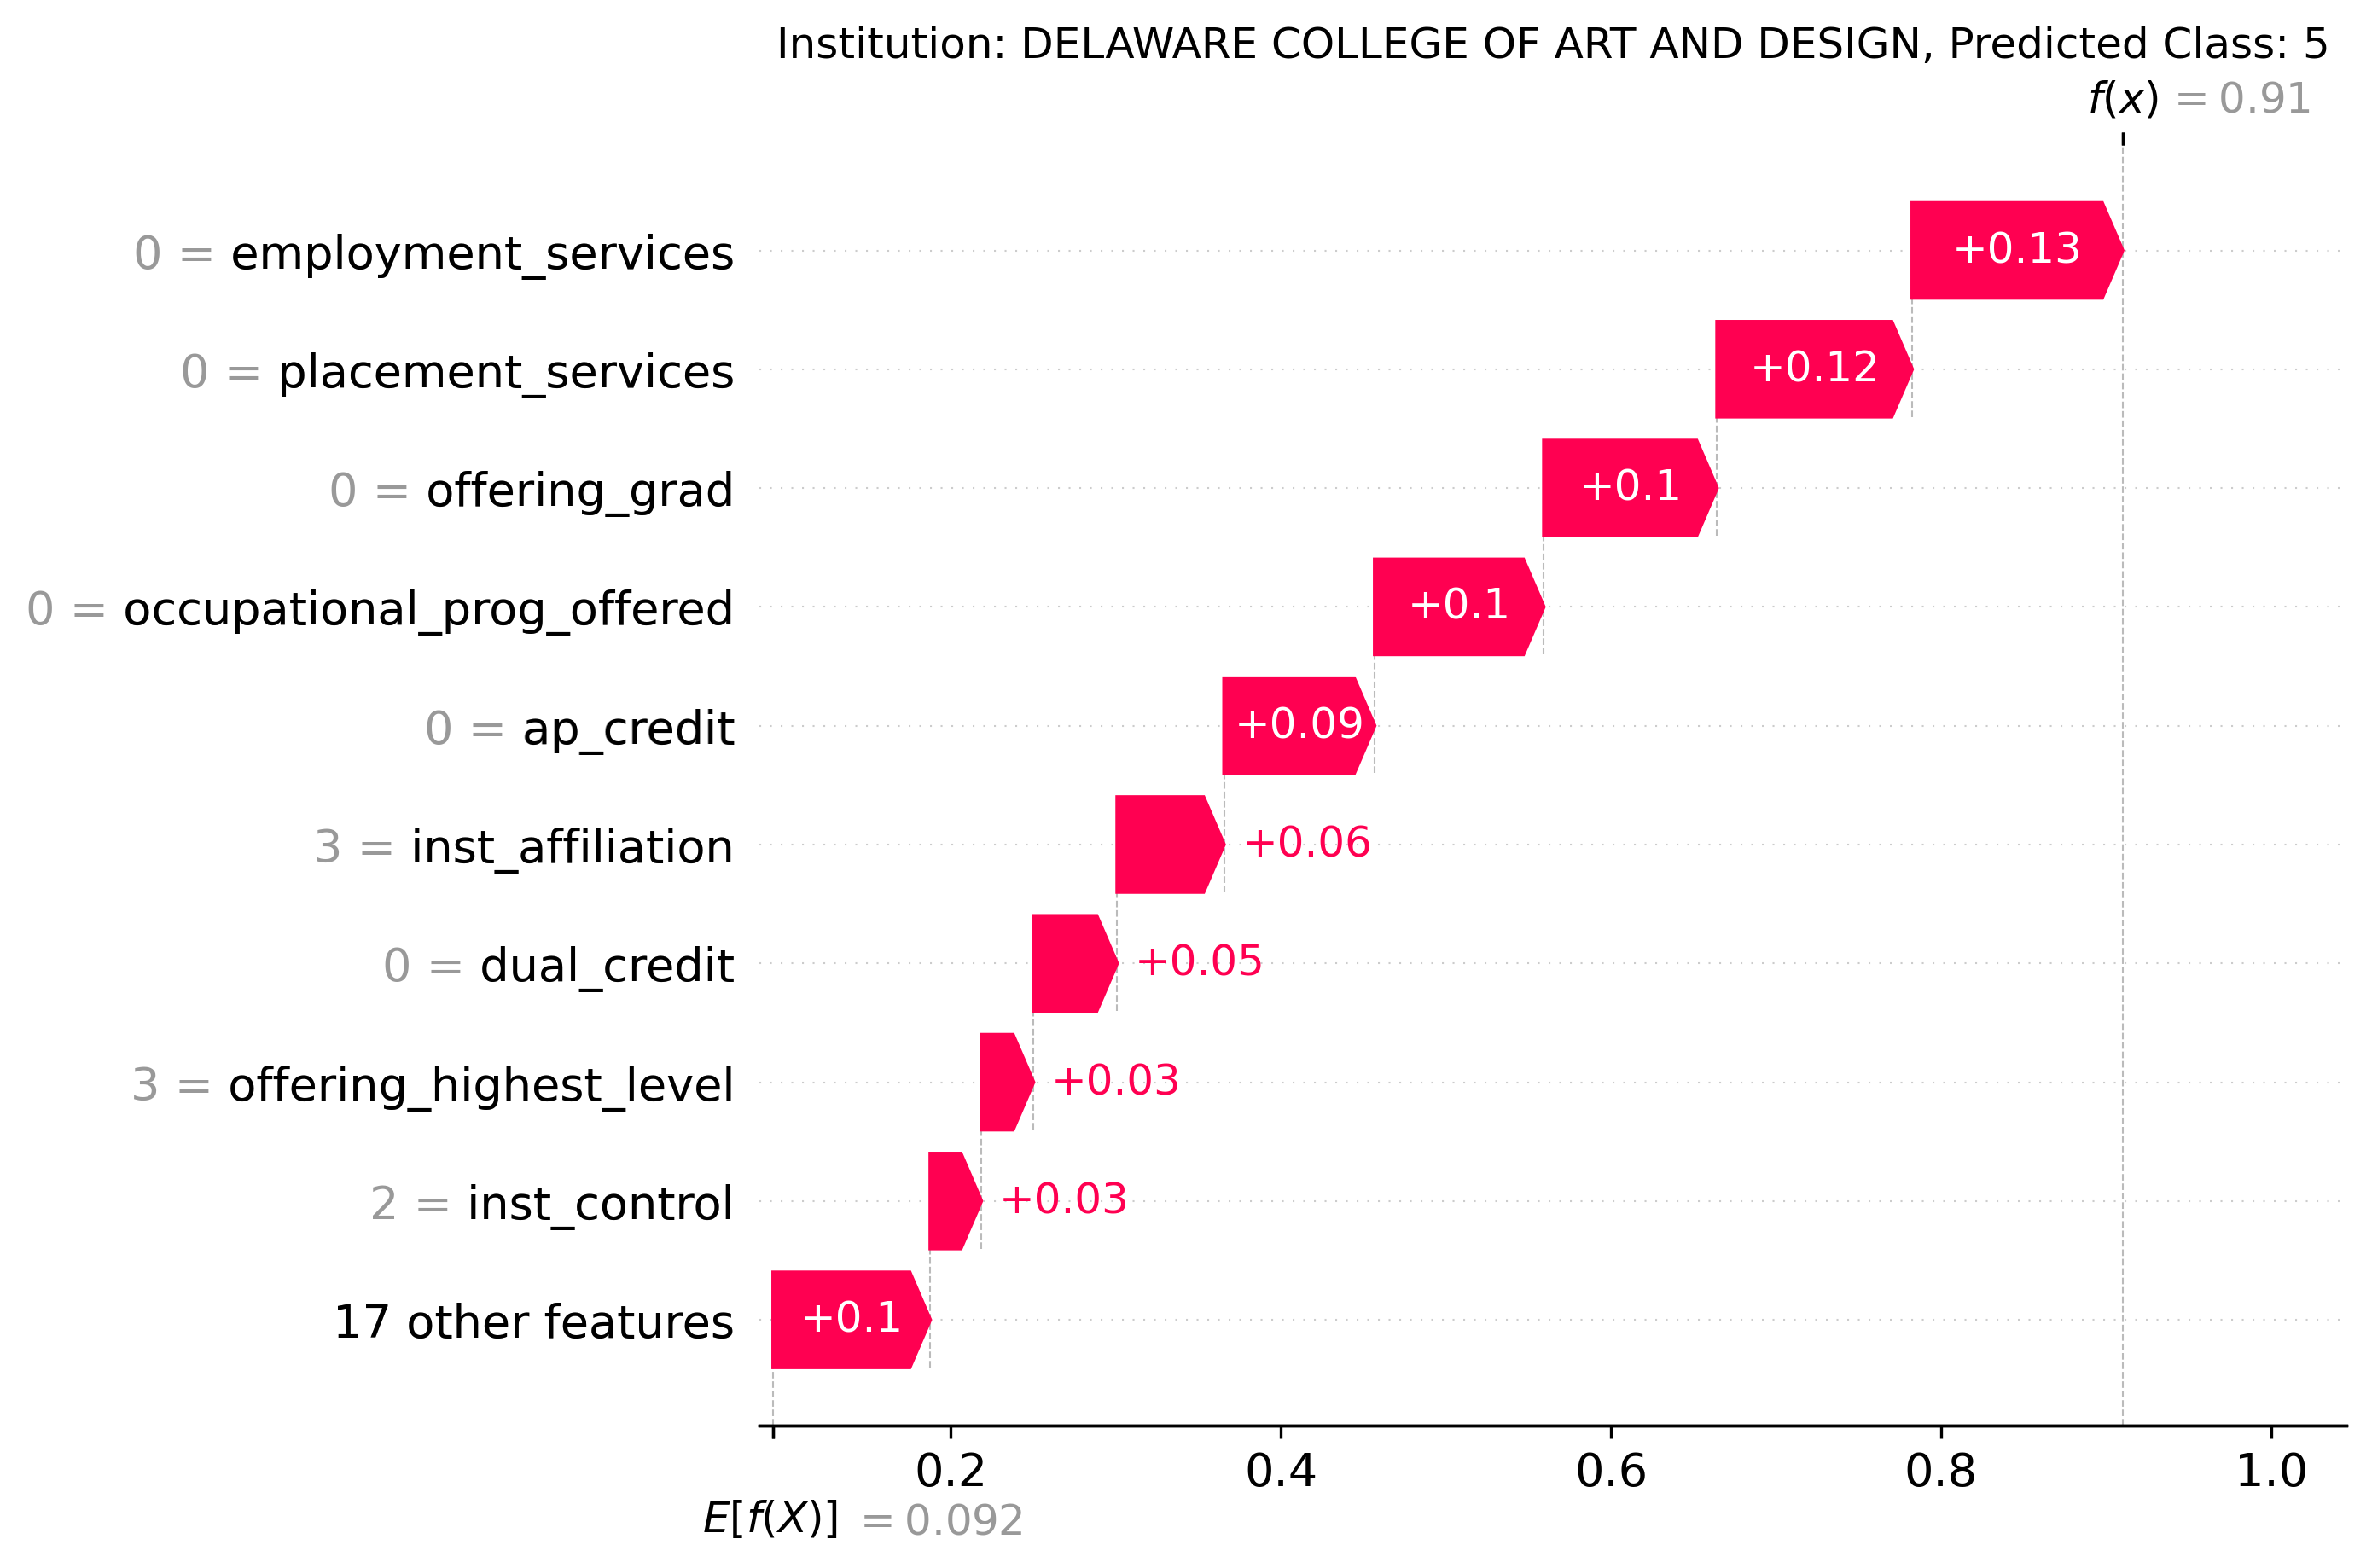 Institution: DELAWARE COLLEGE OF ART AND DESIGN, Predicted Class: 5
f(x) = 0.91
0 = employment_services +0.13
0 = placement_services +0.12
0 = offering_grad +0.1
0 = occupational_prog_offered +0.1
0 = ap_credit +0.09
3 = inst_affiliation +0.06
0 = dual_credit +0.05
3 = offering_highest_level +0.03
2 = inst_control +0.03
17 other features +0.1
0.2 0.4 0.6 0.8 1.0
E[f(X)] = 0.092